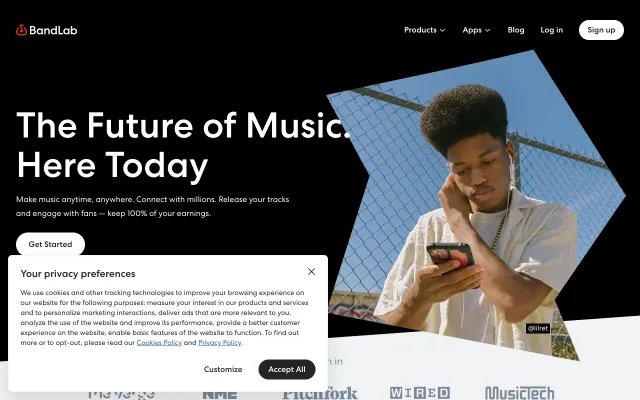 BandLab
Products
Apps
Blog
Log in
Sign up
The Future of Music.
Here Today
Make music anytime, anywhere. Connect with millions. Release your tracks
and engage with fans — keep 100% of your earnings.
Get Started
@lilret
Your privacy preferences
We use cookies and other tracking technologies to improve your browsing experience on
our website for the following purposes: measure your interest in our products and services
and to personalize marketing interactions, deliver ads that are more relevant to you,
analyze the use of the website and improve its performance, provide a better customer
experience on the website, enable basic features of the website to function. To find out
more or to opt-out, please read our Cookies Policy and Privacy Policy.
Customize
Accept All
in
NME
Pitchfork
WIRED
MusicTech